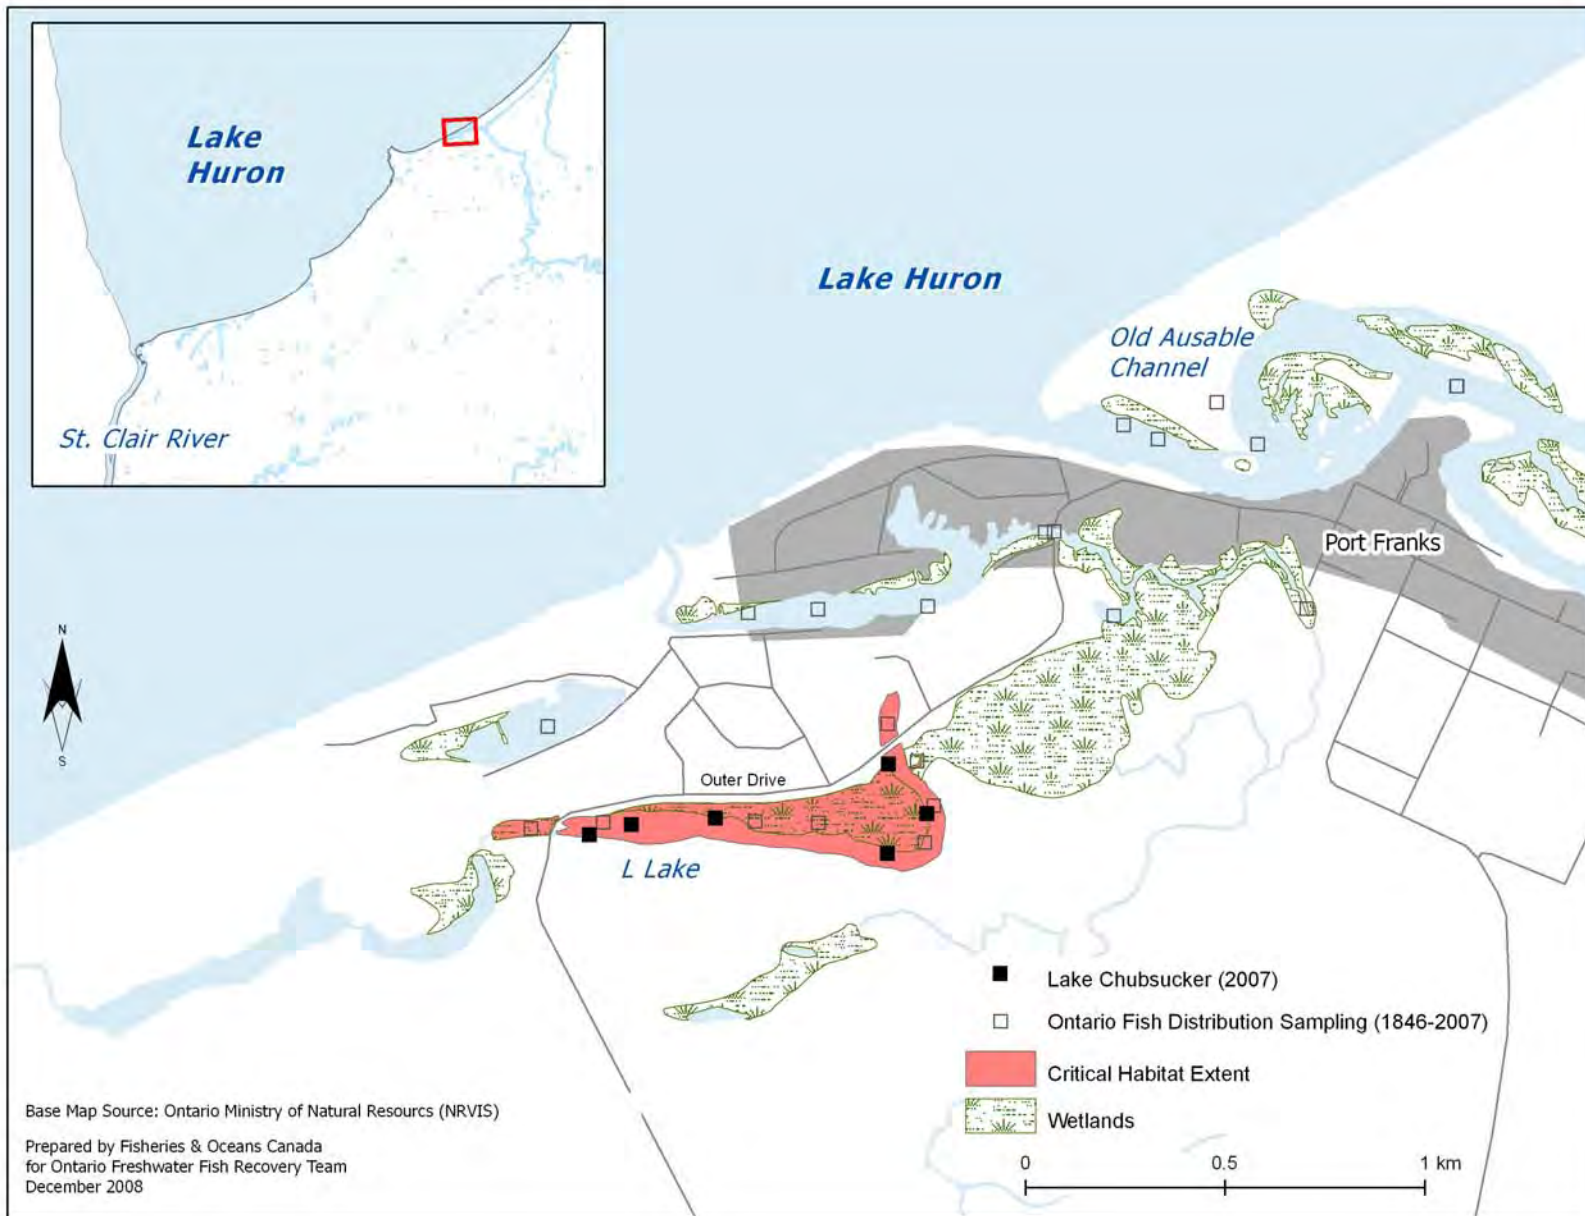 Lake
Huron
St. Clair River
Lake Huron
Old Ausable
Channel
Port Franks
N
S
Outer Drive
L Lake
Lake Chubsucker (2007)
Ontario Fish Distribution Sampling (1846-2007)
Critical Habitat Extent
Wetlands
0 0.5 1 km
Base Map Source: Ontario Ministry of Natural Resourcs (NRVIS)
Prepared by Fisheries & Oceans Canada
for Ontario Freshwater Fish Recovery Team
December 2008